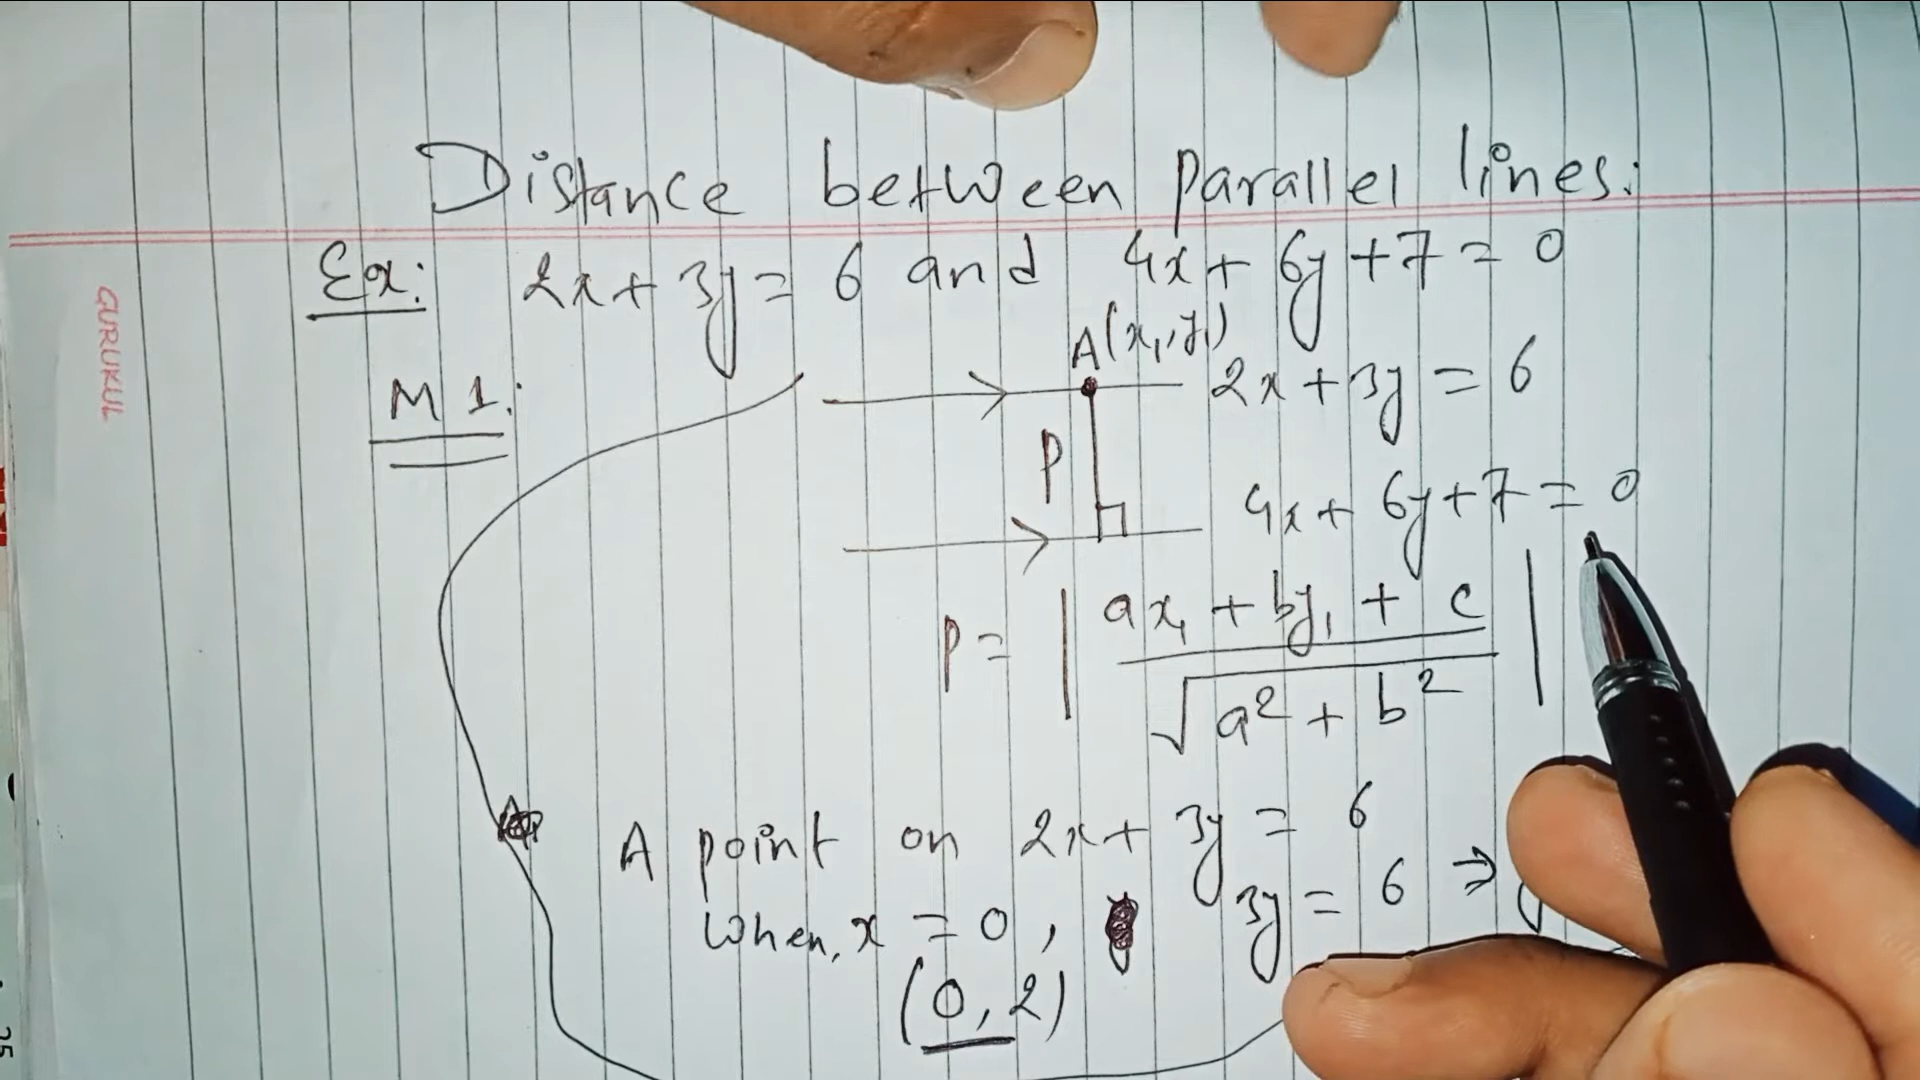 Distance between parallel lines:
Ex: 2x + 3y = 6 and 4x + 6y + 7 = 0
M 1:
A(x₁, y₁)
2x + 3y = 6
P
4x + 6y + 7 = 0
P = | ax₁ + by₁ + c / √a² + b² |
A point on 2x + 3y = 6
When, x = 0, 3y = 6 ⇒ y
(0, 2)
GURUKUL